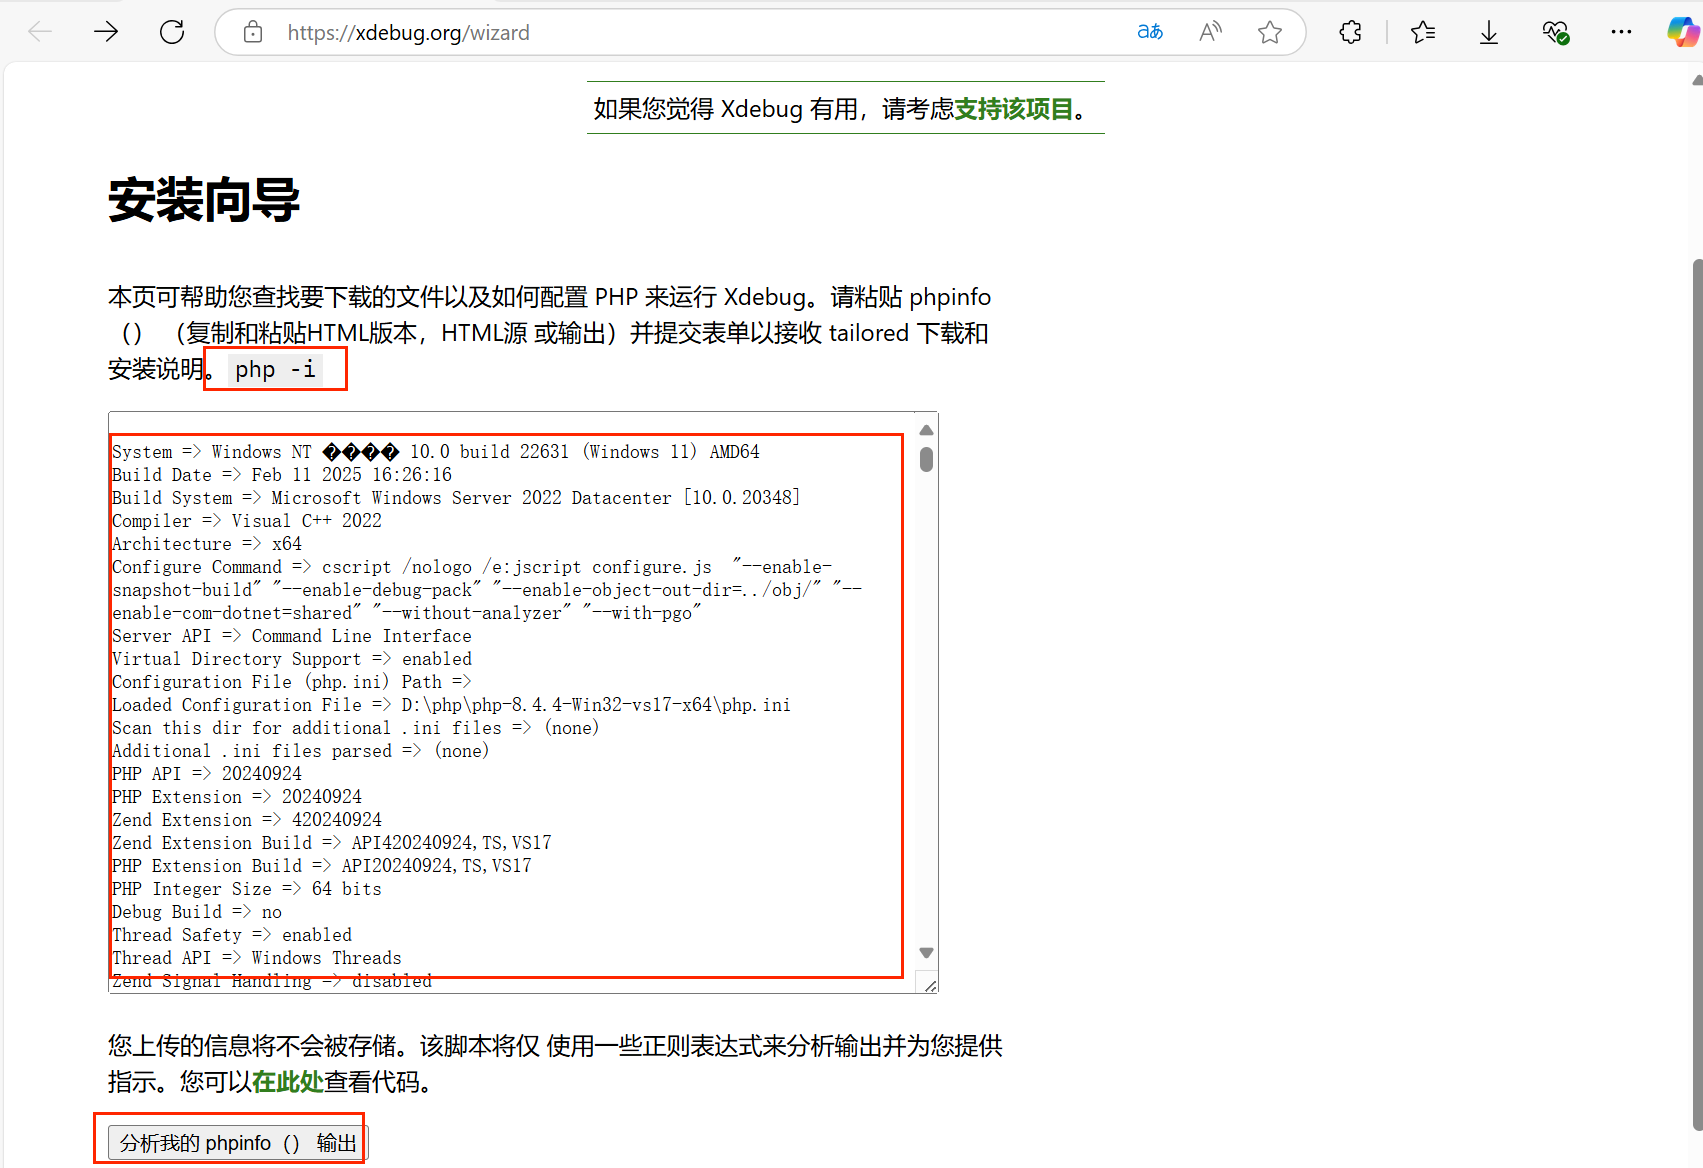 https://xdebug.org/wizard
如果您觉得 Xdebug 有用，请考虑支持该项目。
安装向导
本页可帮助您查找要下载的文件以及如何配置 PHP 来运行 Xdebug。请粘贴 phpinfo
（） （复制和粘贴HTML版本，HTML源 或输出）并提交表单以接收 tailored 下载和
安装说明。 php -i
System => Windows NT ���� 10.0 build 22631 (Windows 11) AMD64
Build Date => Feb 11 2025 16:26:16
Build System => Microsoft Windows Server 2022 Datacenter [10.0.20348]
Compiler => Visual C++ 2022
Architecture => x64
Configure Command => cscript /nologo /e:jscript configure.js  "--enable-
snapshot-build" "--enable-debug-pack" "--enable-object-out-dir=../obj/" "--
enable-com-dotnet=shared" "--without-analyzer" "--with-pgo"
Server API => Command Line Interface
Virtual Directory Support => enabled
Configuration File (php.ini) Path =>
Loaded Configuration File => D:\php\php-8.4.4-Win32-vs17-x64\php.ini
Scan this dir for additional .ini files => (none)
Additional .ini files parsed => (none)
PHP API => 20240924
PHP Extension => 20240924
Zend Extension => 420240924
Zend Extension Build => API420240924,TS,VS17
PHP Extension Build => API20240924,TS,VS17
PHP Integer Size => 64 bits
Debug Build => no
Thread Safety => enabled
Thread API => Windows Threads
Zend Signal Handling => disabled
您上传的信息将不会被存储。该脚本将仅 使用一些正则表达式来分析输出并为您提供
指示。您可以在此处查看代码。
分析我的 phpinfo（） 输出